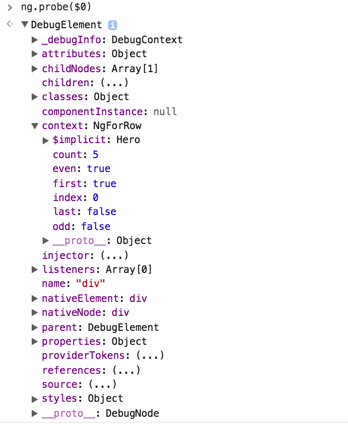 > ng.probe($0)
<· ▼DebugElement i
▶_debugInfo: DebugContext
▶attributes: Object
▶childNodes: Array[1]
children: (...)
▶classes: Object
componentInstance: null
▼context: NgForRow
▶$implicit: Hero
count: 5
even: true
first: true
index: 0
last: false
odd: false
▶__proto__: Object
injector: (...)
▶listeners: Array[0]
name: "div"
▶nativeElement: div
▶nativeNode: div
▶parent: DebugElement
▶properties: Object
providerTokens: (...)
references: (...)
source: (...)
▶styles: Object
▶__proto__: DebugNode